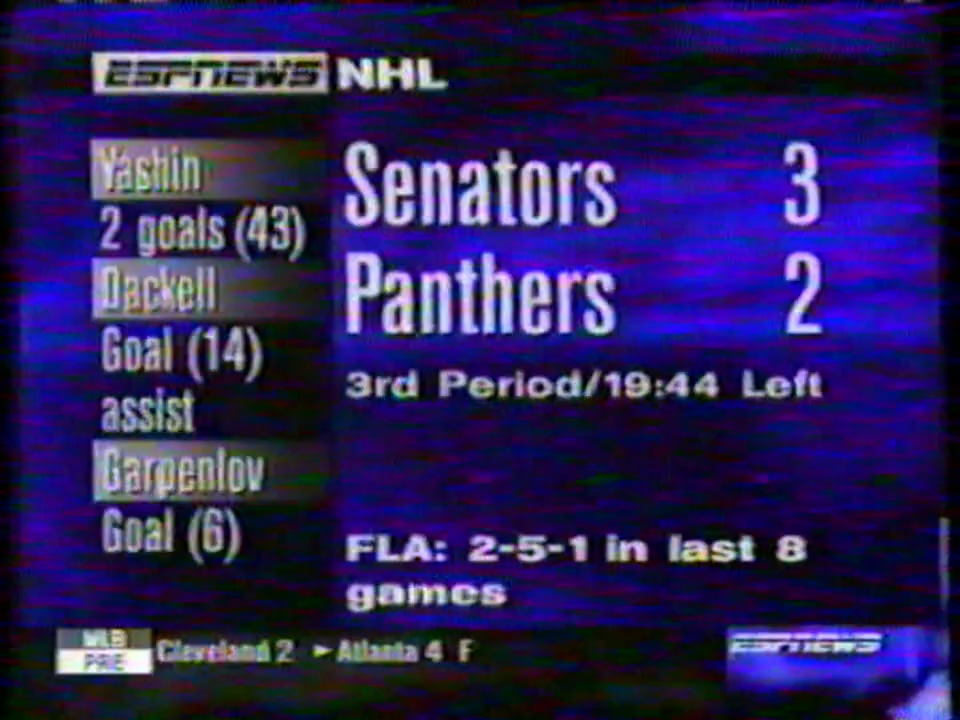 ESPNEWS NHL
Yashin
2 goals (43)
Dackell
Goal (14)
assist
Garpenlov
Goal (6)
Senators 3
Panthers 2
3rd Period/19:44 Left
FLA: 2-5-1 in last 8
games
MLB
PRE
Cleveland 2 ►Atlanta 4 F
ESPNEWS